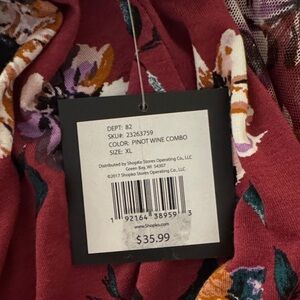 DEPT: 82
SKU#: 23263759
COLOR: PINOT WINE COMBO
SIZE: XL
Distributed by Shopko Stores Operating Co., LLC
Green Bay, WI 54307
©2017 Shopko Stores Operating Co., LLC
1 92164 38959 3
www.Shopko.com
$35.99